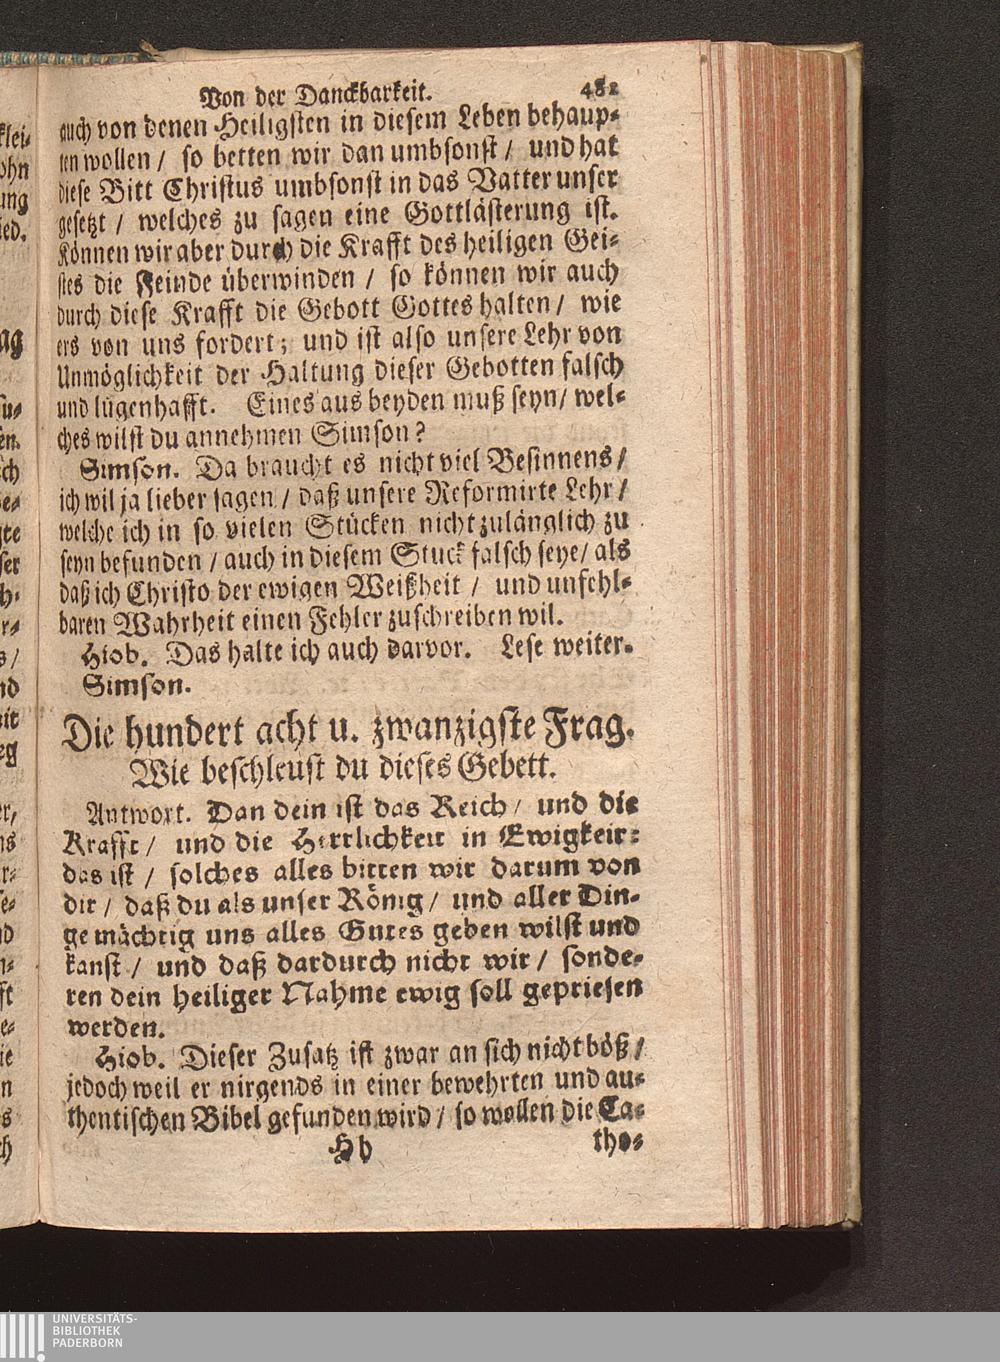 Von der Danckbarkeit. 481
auch von denen Heiligsten in diesem Leben behaup-
ten wollen / so betten wir dan umbsonst / und hat
diese Bitt Christus umbsonst in das Vatter unser
gesetzt / welches zu sagen eine Gottlästerung ist.
Können wir aber durch die Krafft des heiligen Gei-
stes die Feinde überwinden / so können wir auch
durch diese Krafft die Gebott Gottes halten / wie
ers von uns fordert; und ist also unsere Lehr von
Unmöglichkeit der Haltung dieser Gebotten falsch
und lügenhafft. Eines aus beyden muß seyn / wel-
ches wilst du annehmen Simson?
Simson. Da braucht es nicht viel Besinnens /
ich wil ja lieber sagen / daß unsere Reformirte Lehr /
welche ich in so vielen Stücken nicht zulänglich zu
seyn befunden / auch in diesem Stuck falsch seye / als
daß ich Christo der ewigen Weißheit / und unfehl-
baren Wahrheit einen Fehler zuschreiben wil.
Hiob. Das halte ich auch darvor. Lese weiter.
Simson.
Die hundert acht u. zwanzigste Frag.
Wie beschleust du dieses Gebett.
Antwort. Dan dein ist das Reich / und die
Krafft / und die Herrlichkeit in Ewigkeit:
das ist / solches alles bitten wir darum von
dir / daß du als unser König / und aller Din-
ge mächtig uns alles Gutes geben wilst und
kanst / und daß dardurch nicht wir / sonde-
ren dein heiliger Nahme ewig soll gepriesen
werden.
Hiob. Dieser Zusatz ist zwar an sich nicht böß /
jedoch weil er nirgends in einer bewehrten und au-
thentischen Bibel gefunden wird / so wollen die Ca-
Hh tho-
UNIVERSITÄTS-
BIBLIOTHEK
PADERBORN